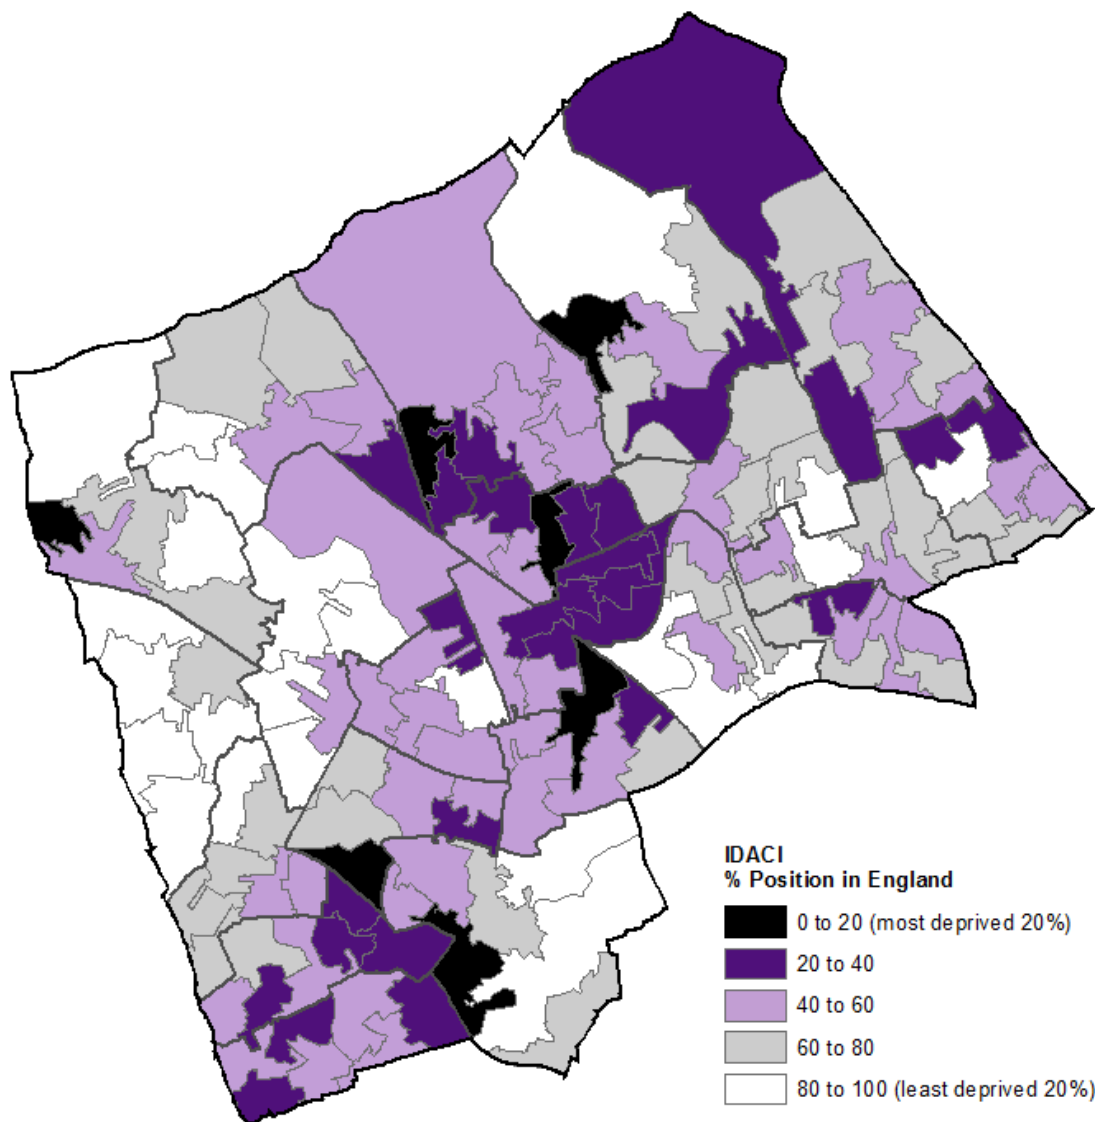 IDACI
% Position in England
0 to 20 (most deprived 20%)
20 to 40
40 to 60
60 to 80
80 to 100 (least deprived 20%)